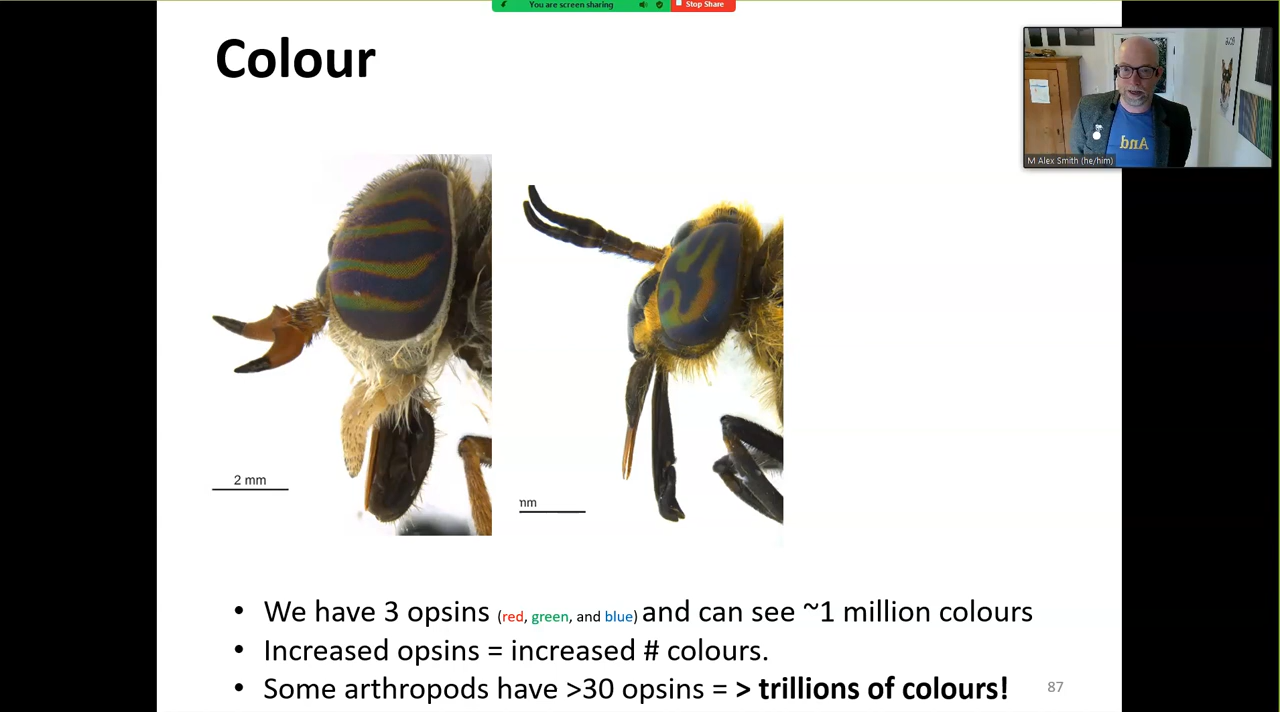 You are screen sharing
Stop Share
Colour
M Alex Smith (he/him)
And
2 mm
mm
• We have 3 opsins (red, green, and blue) and can see ~1 million colours
• Increased opsins = increased # colours.
• Some arthropods have >30 opsins = > trillions of colours!
87